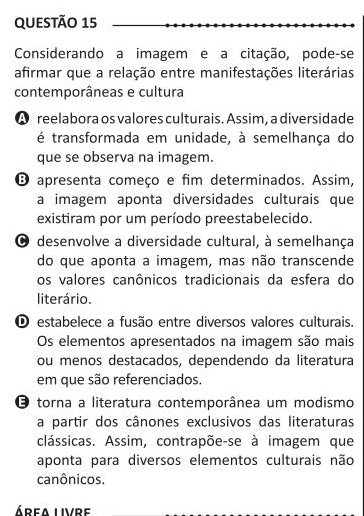 QUESTÃO 15
Considerando a imagem e a citação, pode-se
afirmar que a relação entre manifestações literárias
contemporâneas e cultura
A reelabora os valores culturais. Assim, a diversidade
é transformada em unidade, à semelhança do
que se observa na imagem.
B apresenta começo e fim determinados. Assim,
a imagem aponta diversidades culturais que
existiram por um período preestabelecido.
C desenvolve a diversidade cultural, à semelhança
do que aponta a imagem, mas não transcende
os valores canônicos tradicionais da esfera do
literário.
D estabelece a fusão entre diversos valores culturais.
Os elementos apresentados na imagem são mais
ou menos destacados, dependendo da literatura
em que são referenciados.
E torna a literatura contemporânea um modismo
a partir dos cânones exclusivos das literaturas
clássicas. Assim, contrapõe-se à imagem que
aponta para diversos elementos culturais não
canônicos.
ÁREA LIVRE